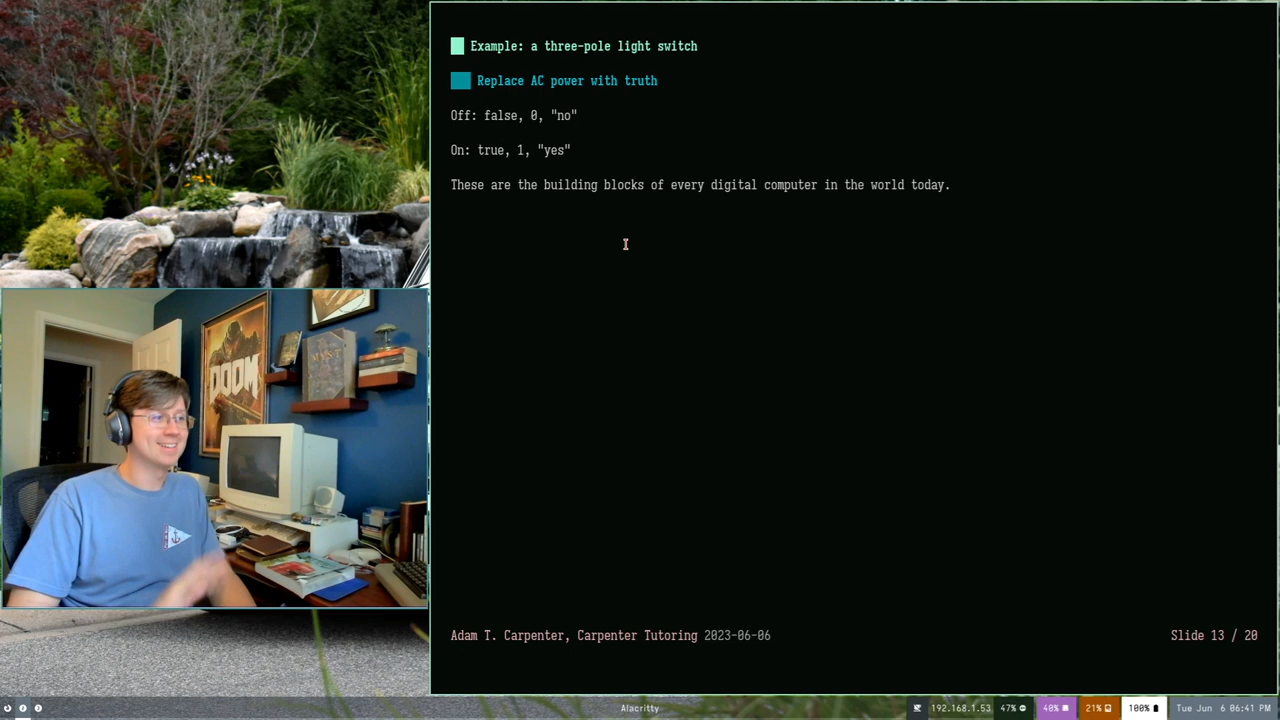 Example: a three-pole light switch
Replace AC power with truth
Off: false, 0, "no"
On: true, 1, "yes"
These are the building blocks of every digital computer in the world today.
DOOM
MYST
Adam T. Carpenter, Carpenter Tutoring 2023-06-06
Slide 13 / 20
Alacritty
192.168.1.53
47%
40%
21%
100%
Tue Jun 6 06:41 PM